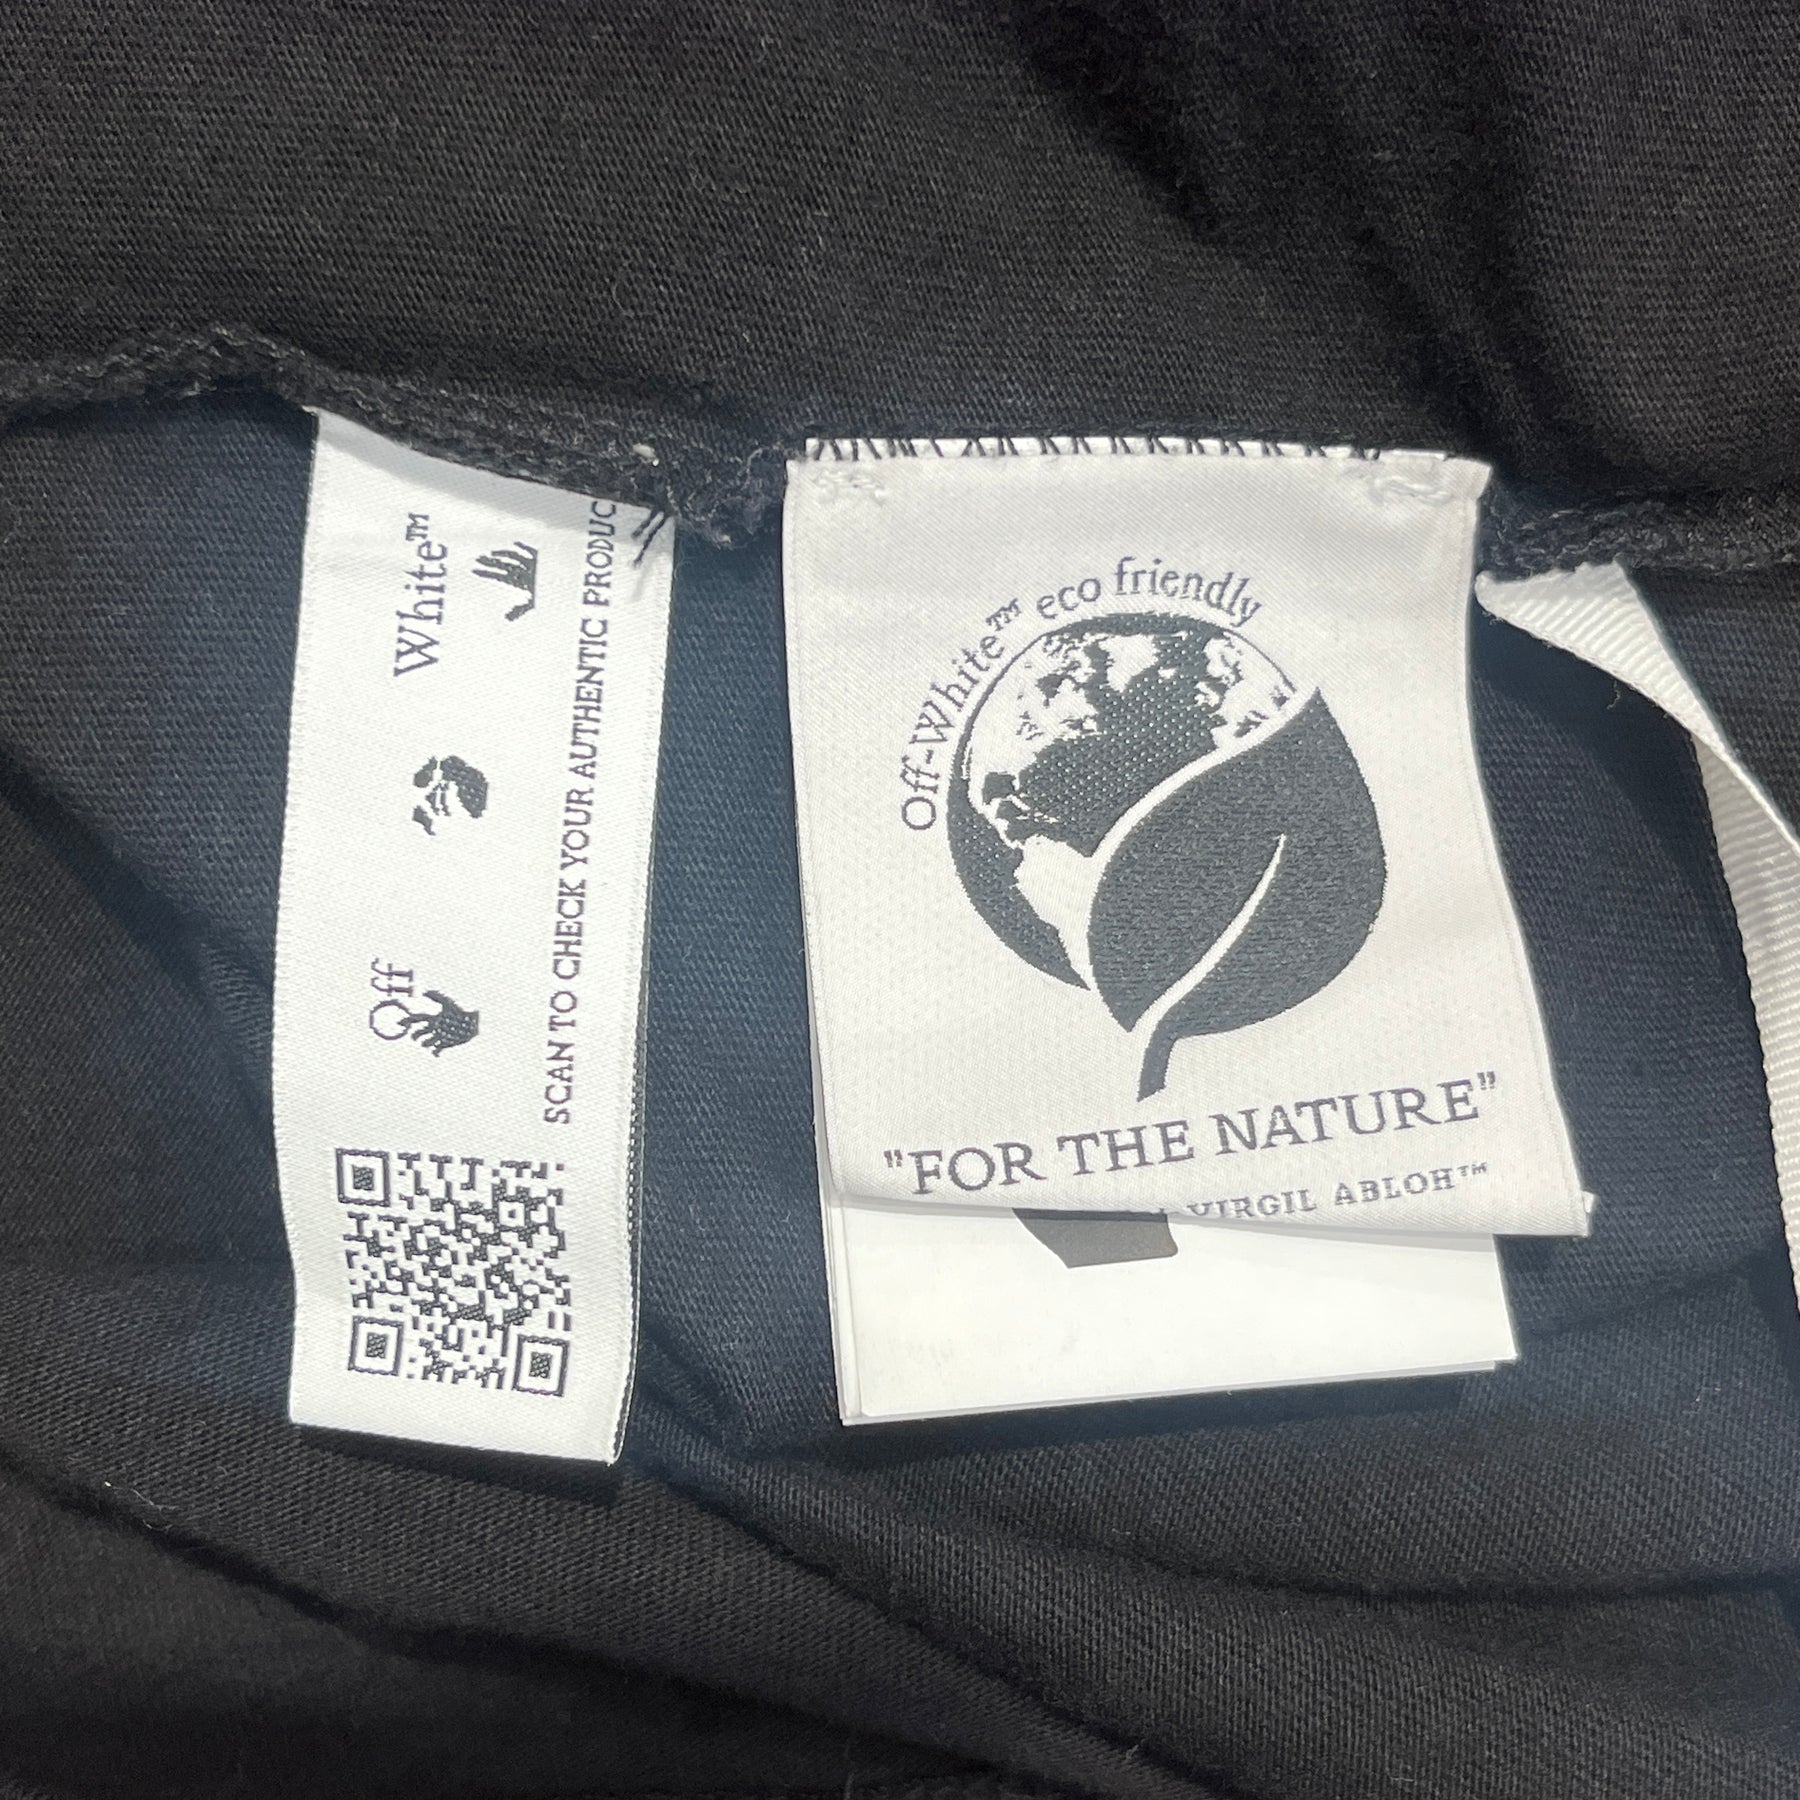 Off White™
SCAN TO CHECK YOUR AUTHENTIC PRODUC
Off-White™ eco friendly
"FOR THE NATURE"
VIRGIL ABLOH™